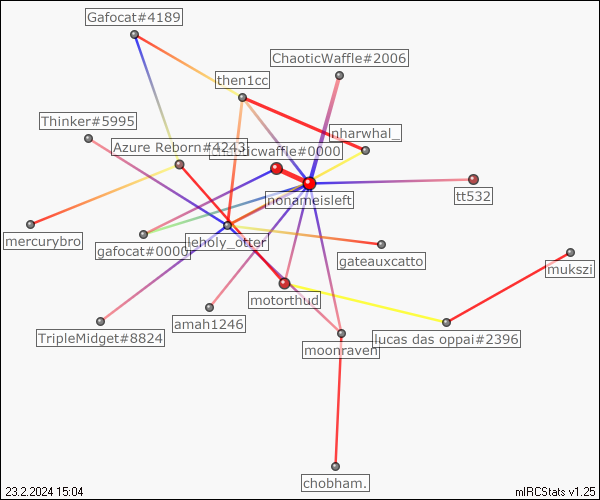 Gafocat#4189
ChaoticWaffle#2006
then1cc
Thinker#5995
nharwhal_
Azure Reborn#4243
chaoticwaffle#0000
nonameisleft
tt532
mercurybro
gafocat#0000
leholy_otter
gateauxcatto
mukszi
motorthud
TripleMidget#8824
amah1246
lucas das oppai#2396
moonraven
chobham.
23.2.2024 15:04
mIRCStats v1.25